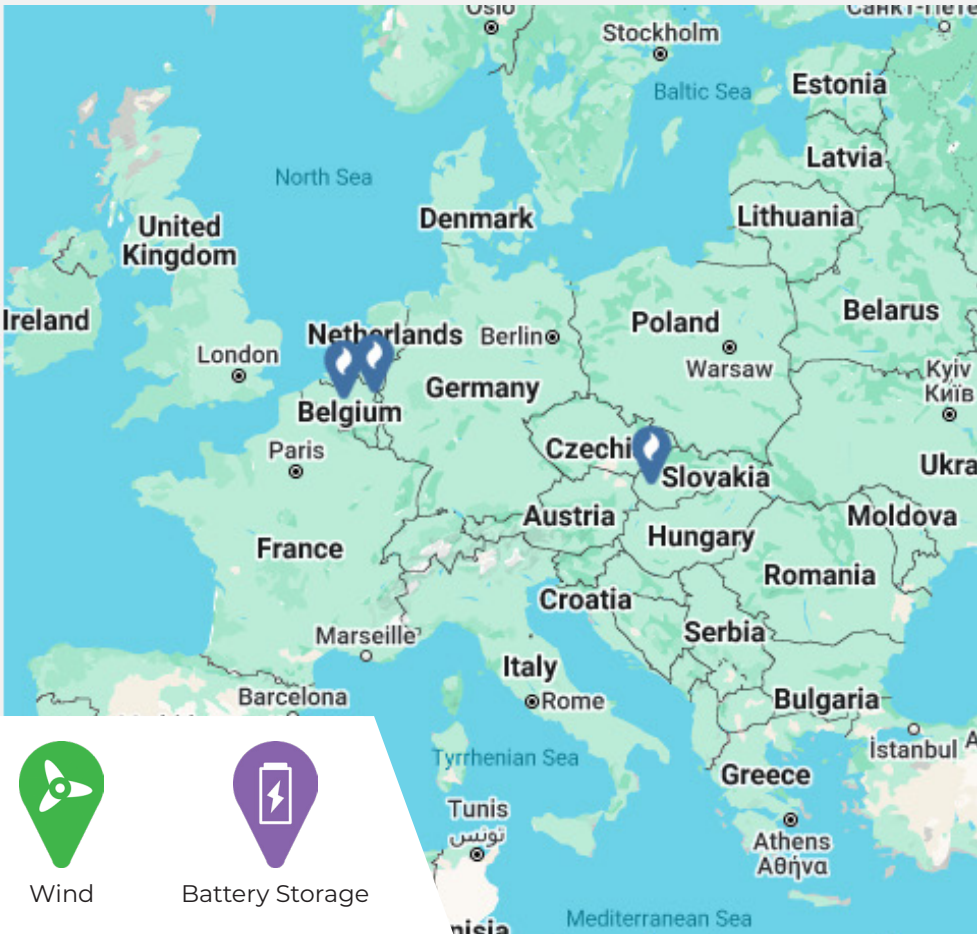 Oslo
Stockholm
Estonia
Baltic Sea
Latvia
North Sea
Lithuania
Denmark
United
Kingdom
Belarus
Ireland
Netherlands
Berlin
Poland
London
Warsaw
Kyiv
Київ
Germany
Belgium
Paris
Czechi
Slovakia
Ukra
Austria
Moldova
Hungary
France
Romania
Croatia
Serbia
Marseille
Italy
Barcelona
Rome
Bulgaria
İstanbul
Tyrrhenian Sea
Greece
Tunis
تونس
Athens
Αθήνα
Wind
Battery Storage
Mediterranean Sea
nisia